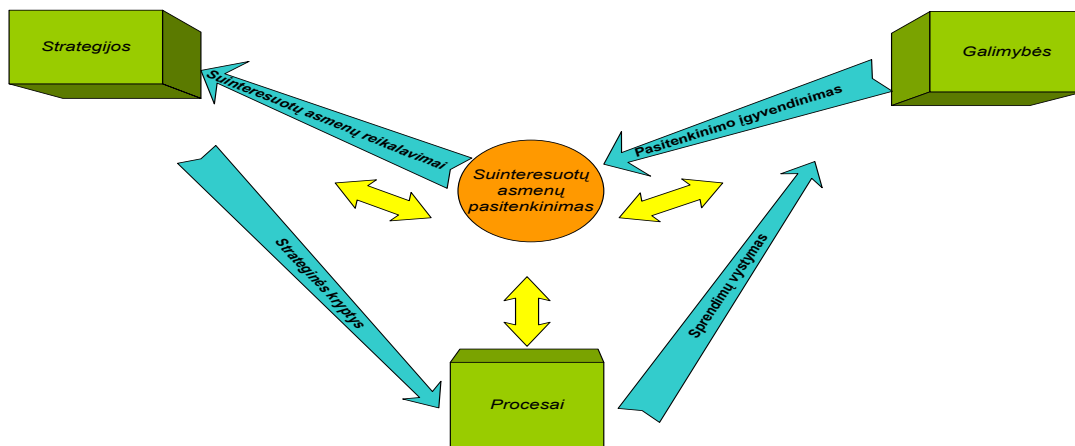 Strategijos
Galimybės
Suinteresuotų asmenų reikalavimai
Pasitenkinimo įgyvendinimas
Suinteresuotų
asmenų
pasitenkinimas
Strateginės kryptys
Sprendimų vystymas
Procesai